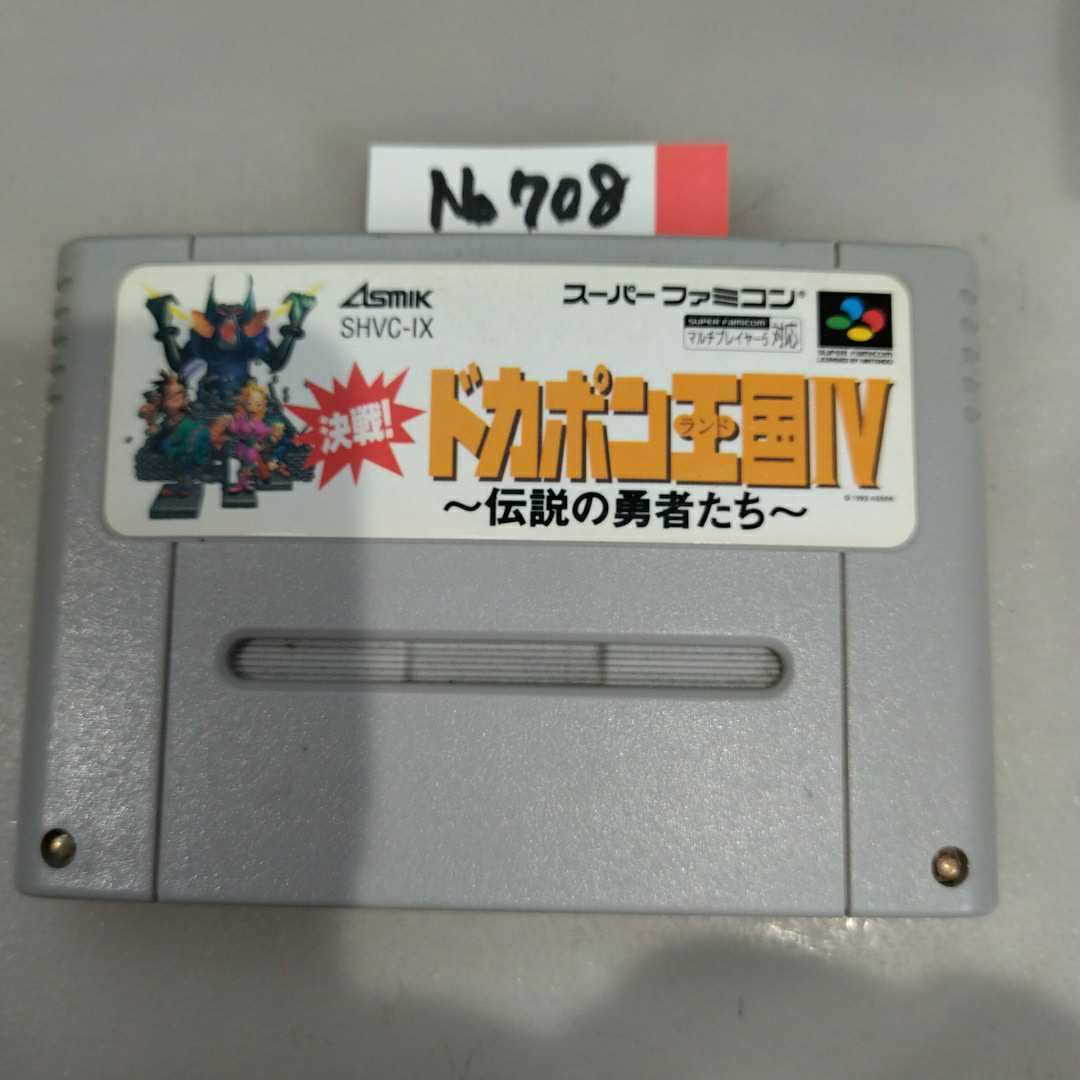 No708
ASMIK
SHVC-IX
スーパーファミコン®
SUPER Famicom
マルチプレイヤー5対応
SUPER Famicom
LICENSED BY NINTENDO
決戦!
ドカポン王国IV
ランド
～伝説の勇者たち～
© 1993 ASMIK